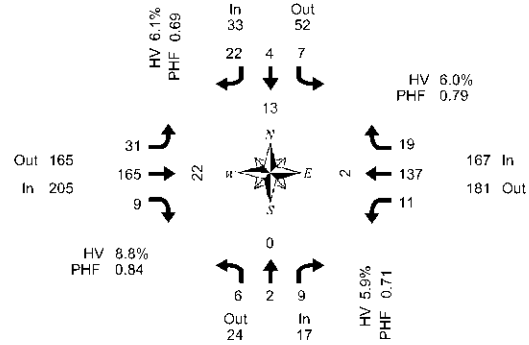 In Out
33 52
HV 6.1%
PHF 0.69
22 4 7
HV 6.0%
PHF 0.79
13
31
19
N
Out 165
165
22
W E
2
137
167 In
In 205
9
11
181 Out
S
HV 8.8%
PHF 0.84
0
HV 5.9%
PHF 0.71
6 2 9
Out In
24 17